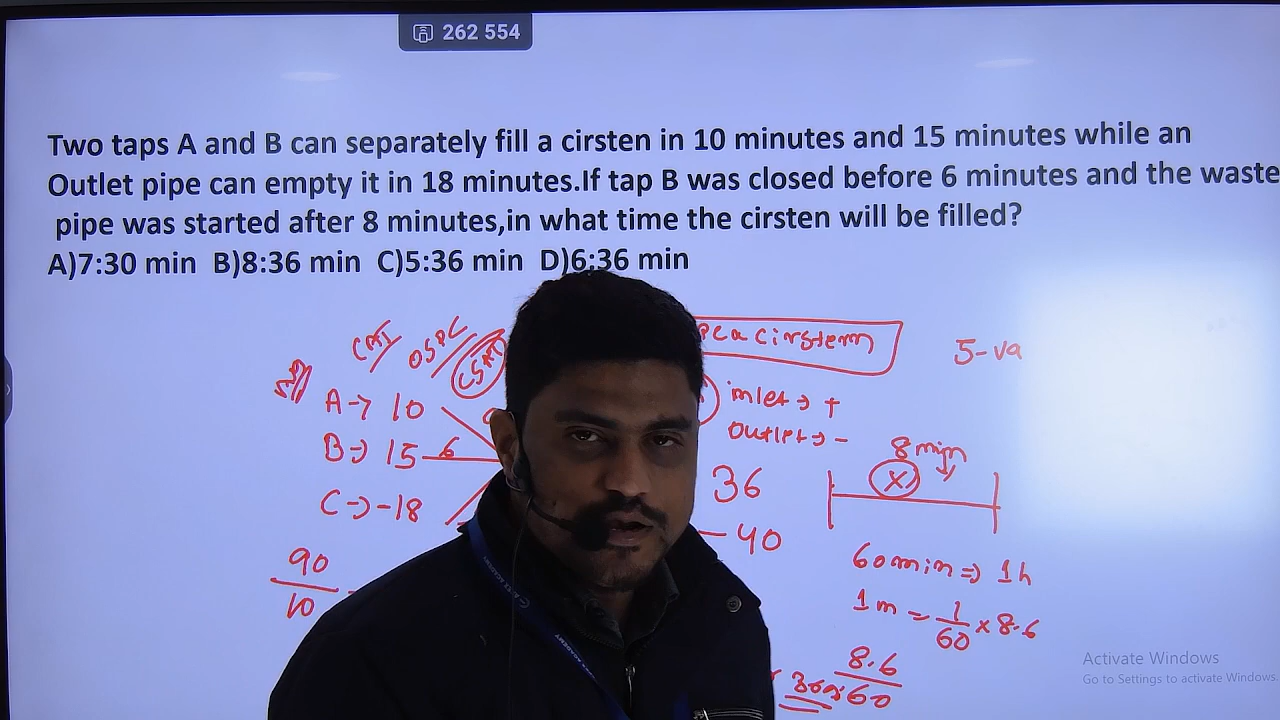 262 554
Two taps A and B can separately fill a cirsten in 10 minutes and 15 minutes while an
Outlet pipe can empty it in 18 minutes.If tap B was closed before 6 minutes and the waste
pipe was started after 8 minutes,in what time the cirsten will be filled?
A)7:30 min B)8:36 min C)5:36 min D)6:36 min
cirstern
5-va
A→ 10
inlet → +
outlet → -
B→ 15 6
8 min
x
C→ -18
36
-40
90
10
60 min ⇒ 1h
1 m = 1/60 × 8.6
8.6
60
Activate Windows
Go to Settings to activate Windows.